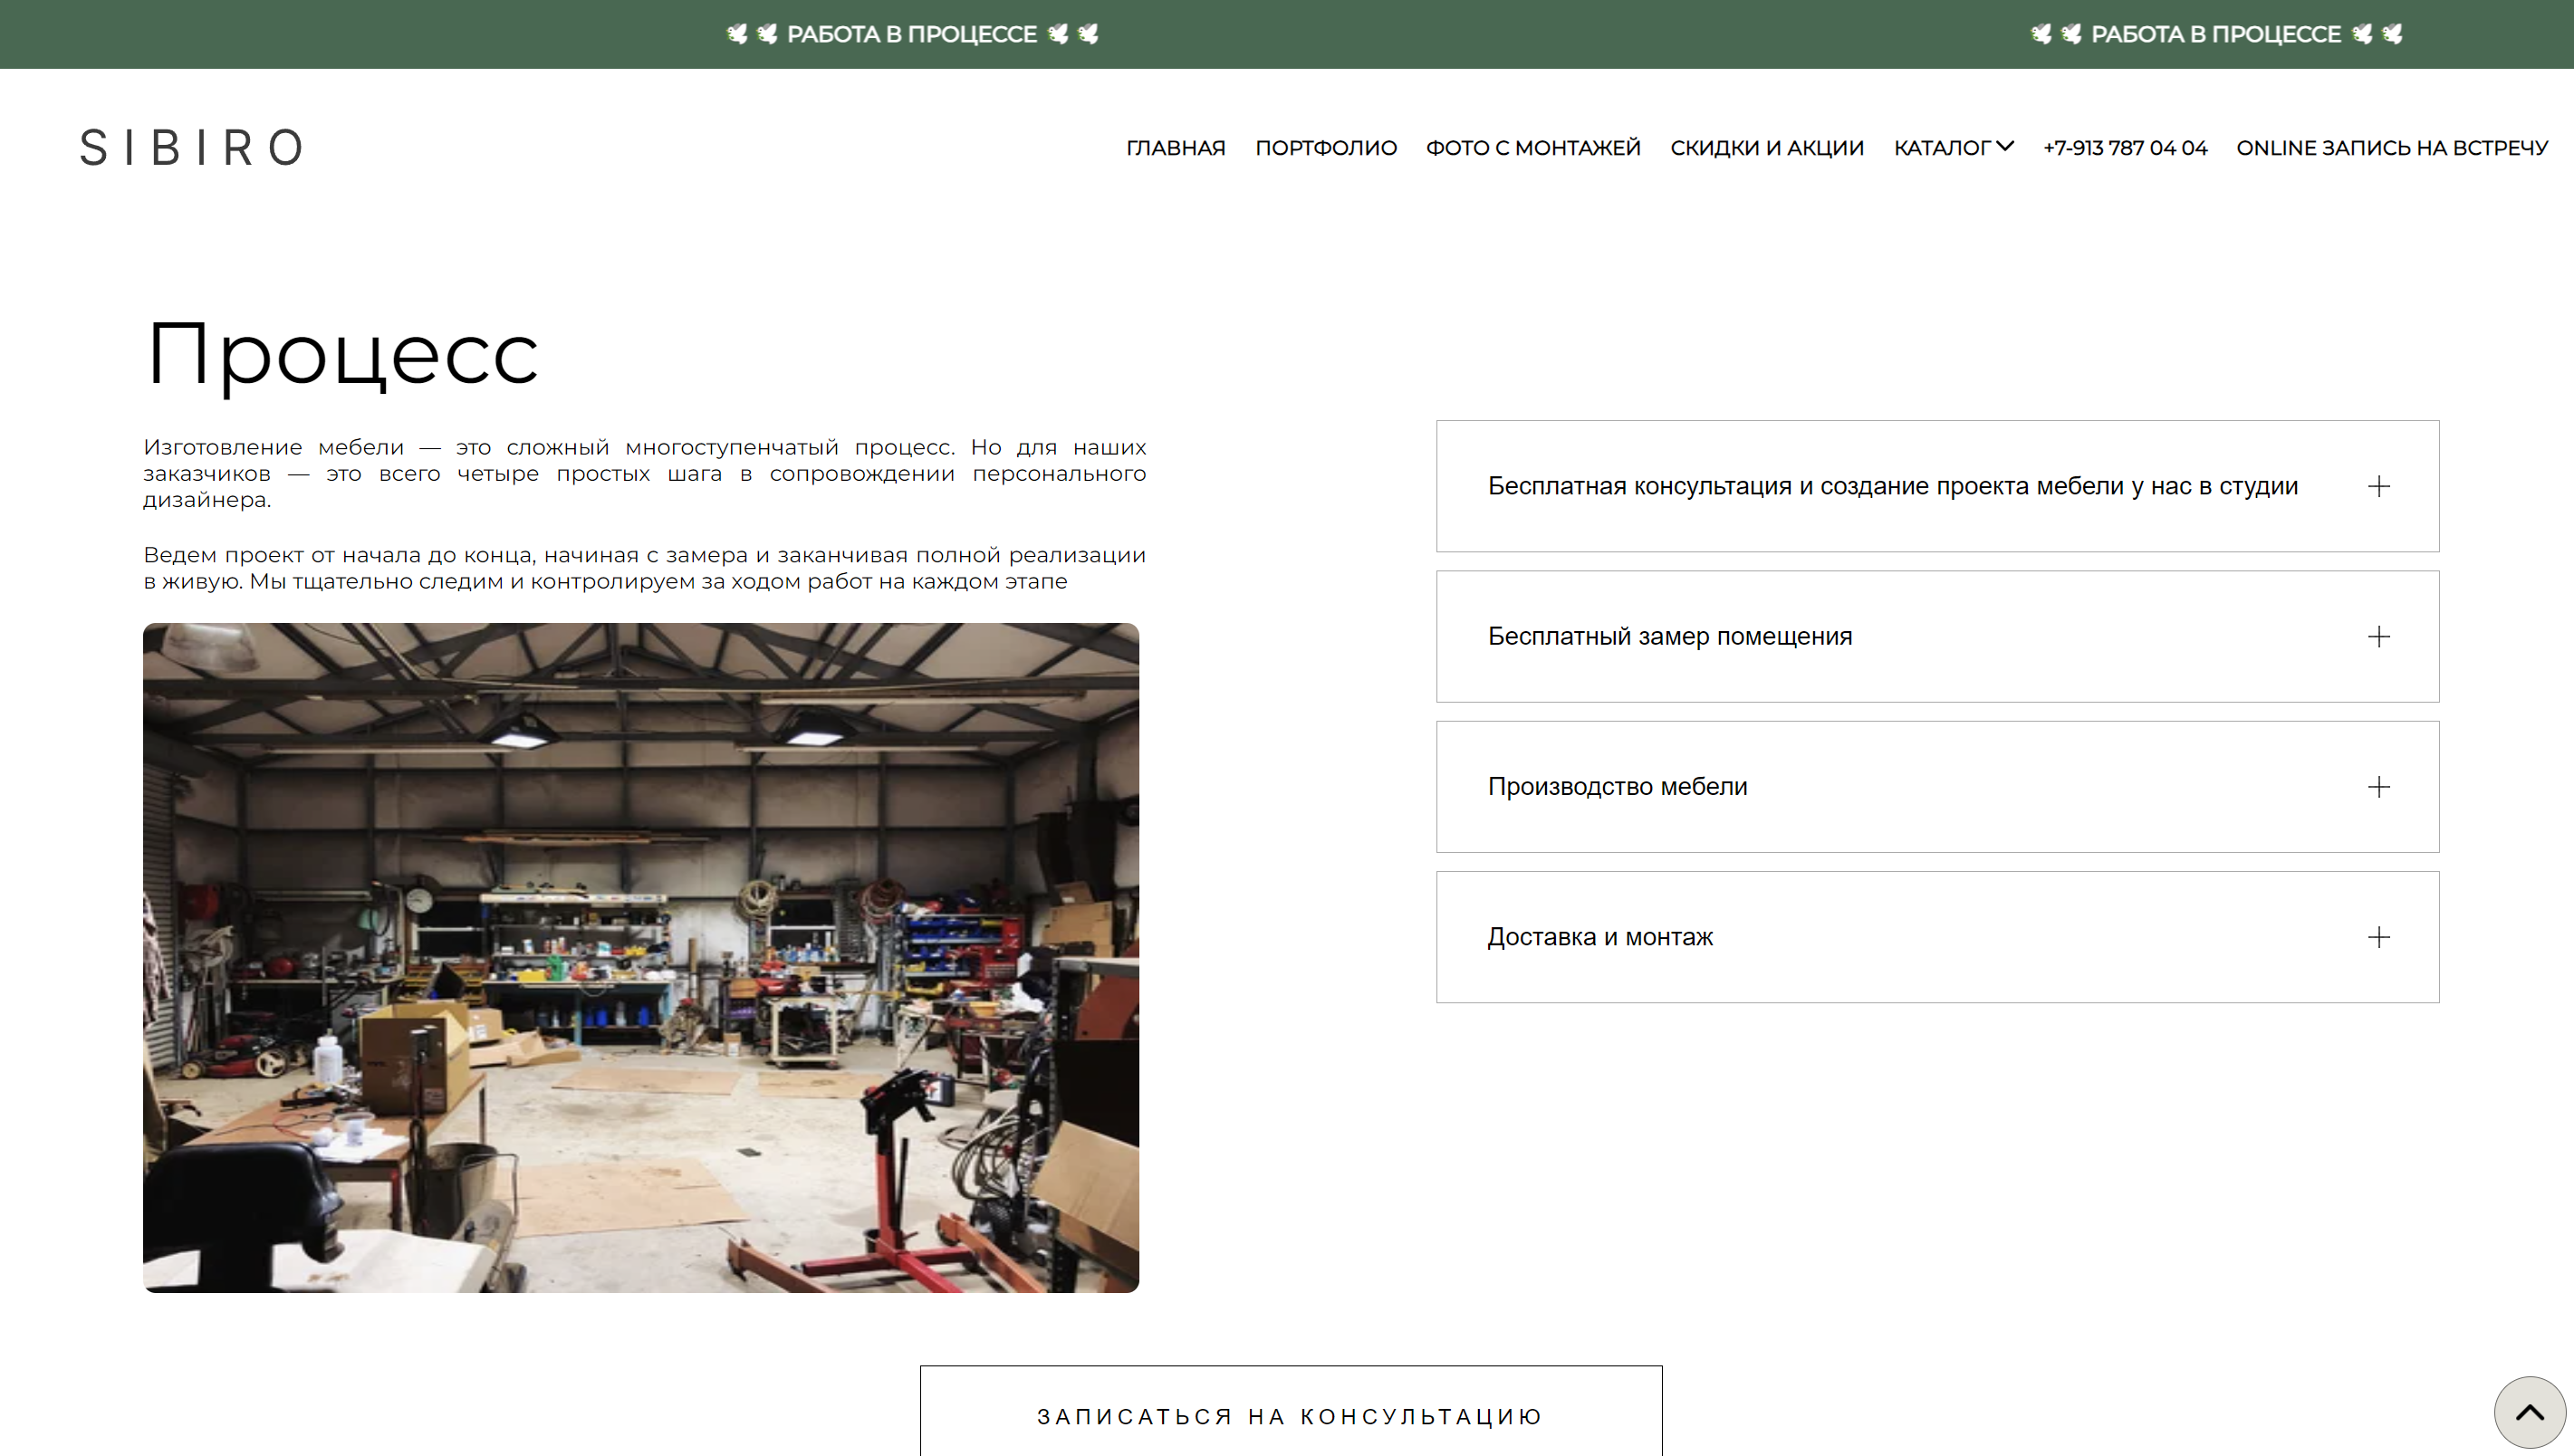 🕊 🕊 РАБОТА В ПРОЦЕССЕ 🕊 🕊 🕊 🕊 РАБОТА В ПРОЦЕССЕ 🕊 🕊
SIBIRO
ГЛАВНАЯ ПОРТФОЛИО ФОТО С МОНТАЖЕЙ СКИДКИ И АКЦИИ КАТАЛОГ +7-913 787 04 04 ONLINE ЗАПИСЬ НА ВСТРЕЧУ
Процесс
Изготовление мебели — это сложный многоступенчатый процесс. Но для наших
заказчиков — это всего четыре простых шага в сопровождении персонального
дизайнера.
Ведем проект от начала до конца, начиная с замера и заканчивая полной реализации
в живую. Мы тщательно следим и контролируем за ходом работ на каждом этапе
Бесплатная консультация и создание проекта мебели у нас в студии
Бесплатный замер помещения
Производство мебели
Доставка и монтаж
ЗАПИСАТЬСЯ НА КОНСУЛЬТАЦИЮ